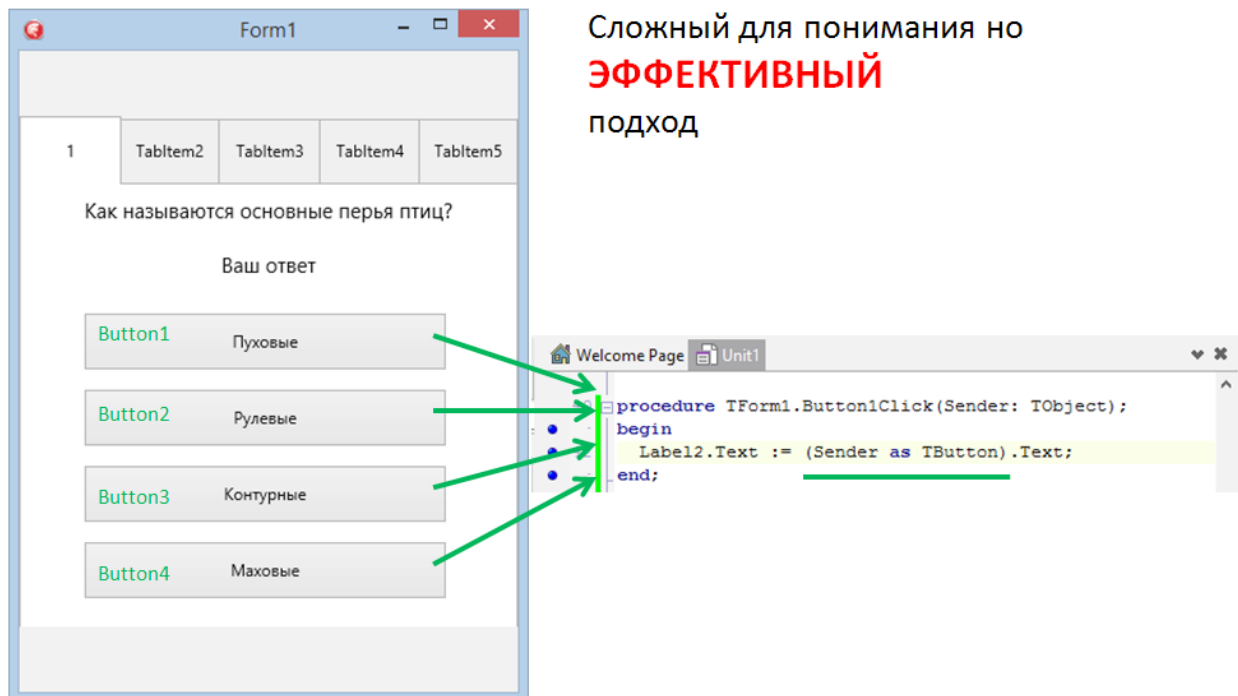 Form1
Сложный для понимания но
ЭФФЕКТИВНЫЙ
подход
1 TabItem2 TabItem3 TabItem4 TabItem5
Как называются основные перья птиц?
Ваш ответ
Button1 Пуховые
Button2 Рулевые
Button3 Контурные
Button4 Маховые
Welcome Page Unit1
procedure TForm1.Button1Click(Sender: TObject);
begin
Label2.Text := (Sender as TButton).Text;
end;